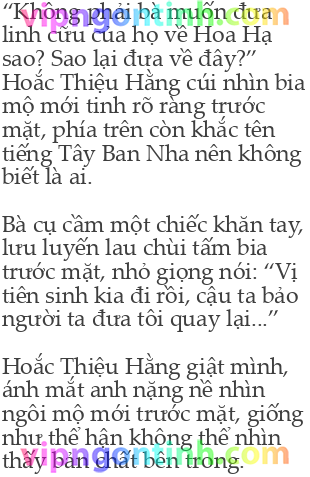 “Không phải bà muốn đưa
linh cữu của họ về Hoa Hạ
sao? Sao lại đưa về đây?”
Hoắc Thiệu Hằng cúi nhìn bia
mộ mới tinh rõ ràng trước
mặt, phía trên còn khắc tên
tiếng Tây Ban Nha nên không
biết là ai.
Bà cụ cầm một chiếc khăn tay,
lưu luyến lau chùi tấm bia
trước mặt, nhỏ giọng nói: “Vị
tiên sinh kia đi rồi, cậu ta bảo
người ta đưa tôi quay lại...”
Hoắc Thiệu Hằng giật mình,
ánh mắt anh nặng nề nhìn
ngôi mộ mới trước mặt, giống
như thể hận không thể nhìn
thấy bản chất bên trong.
vipngontinh.com
vipngontinh.com